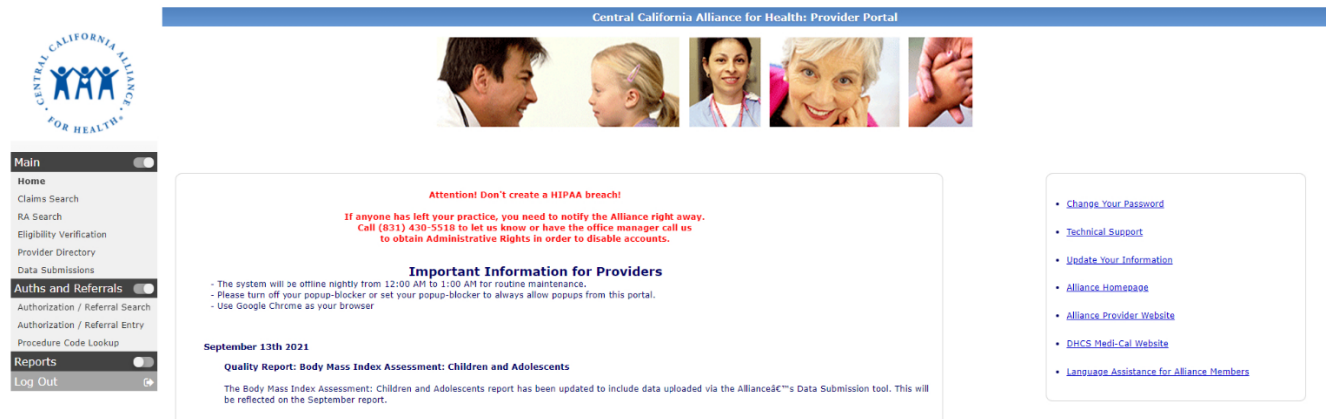 Central California Alliance for Health: Provider Portal
CENTRAL CALIFORNIA ALLIANCE
FOR HEALTH®
Main
Home
Claims Search
RA Search
Eligibility Verification
Provider Directory
Data Submissions
Auths and Referrals
Authorization / Referral Search
Authorization / Referral Entry
Procedure Code Lookup
Reports
Log Out
Attention! Don't create a HIPAA breach!
If anyone has left your practice, you need to notify the Alliance right away.
Call (831) 430-5518 to let us know or have the office manager call us
to obtain Administrative Rights in order to disable accounts.
Important Information for Providers
- The system will be offline nightly from 12:00 AM to 1:00 AM for routine maintenance.
- Please turn off your popup-blocker or set your popup-blocker to always allow popups from this portal.
- Use Google Chrome as your browser
September 13th 2021
Quality Report: Body Mass Index Assessment: Children and Adolescents
The Body Mass Index Assessment: Children and Adolescents report has been updated to include data uploaded via the Allianceâ€™s Data Submission tool. This will
be reflected on the September report.
• Change Your Password
• Technical Support
• Update Your Information
• Alliance Homepage
• Alliance Provider Website
• DHCS Medi-Cal Website
• Language Assistance for Alliance Members